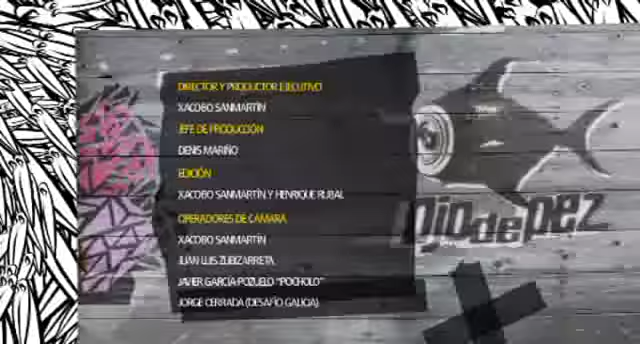 DIRECTOR Y PRODUCTOR EJECUTIVO
XACOBO SANMARTÍN
JEFE DE PRODUCCIÓN
DENIS MARIÑO
EDICIÓN
XACOBO SANMARTÍN Y HENRIQUE RUBAL
OPERADORES DE CÁMARA
XACOBO SANMARTÍN
JUAN LUIS ZUBIZARRETA
JAVIER GARCÍA-POZUELO "POCHOLO"
JORGE CERRADA (DESAFÍO GALICIA)
ojo de pez